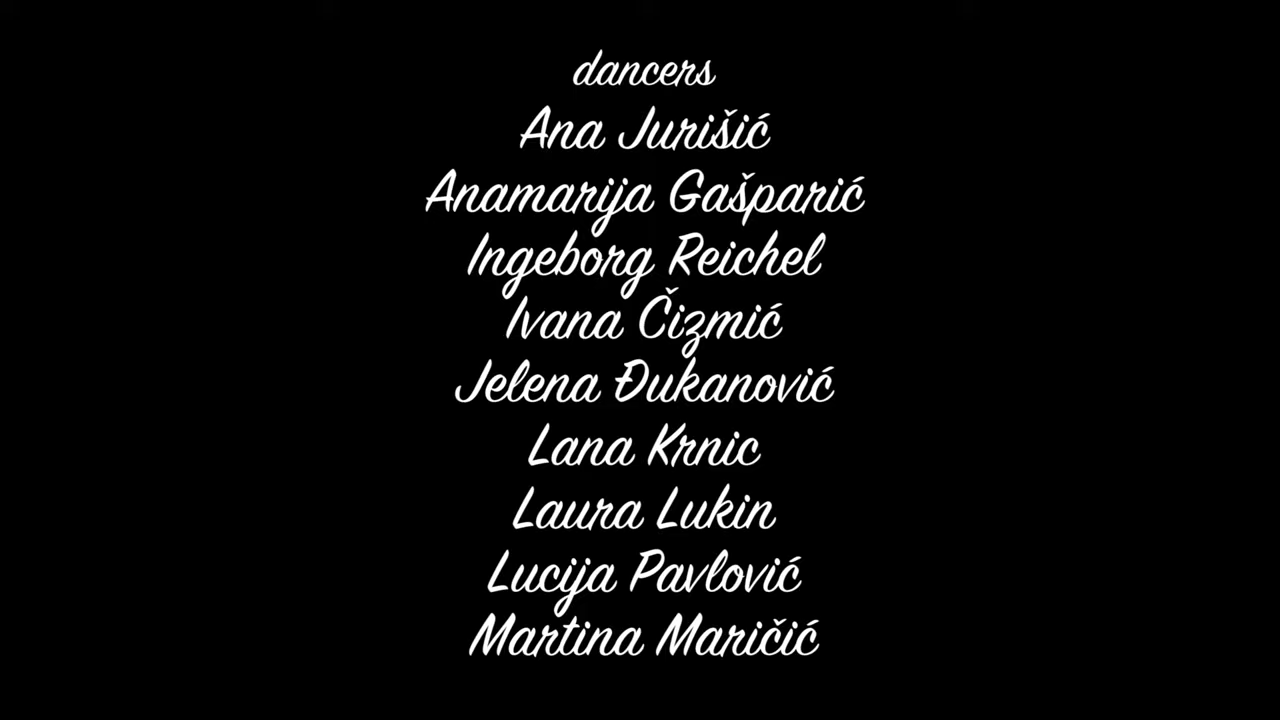 dancers
Ana Jurišić
Anamarija Gašparić
Ingeborg Reichel
Ivana Čizmić
Jelena Đukanović
Lana Krnic
Laura Lukin
Lucija Pavlović
Martina Maričić